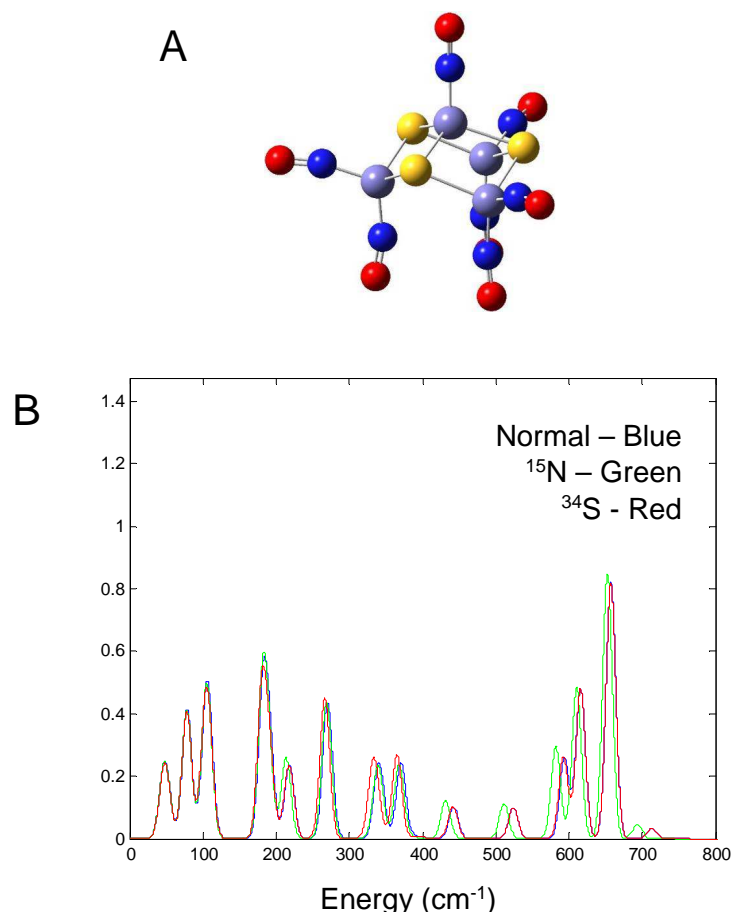 A
B
Normal – Blue
¹⁵N – Green
³⁴S - Red
1.4
1.2
1
0.8
0.6
0.4
0.2
0
0 100 200 300 400 500 600 700 800
Energy (cm⁻¹)